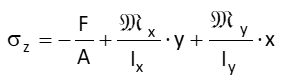 σ_z = − F/A + 𝔐_x/I_x · y + 𝔐_y/I_y · x